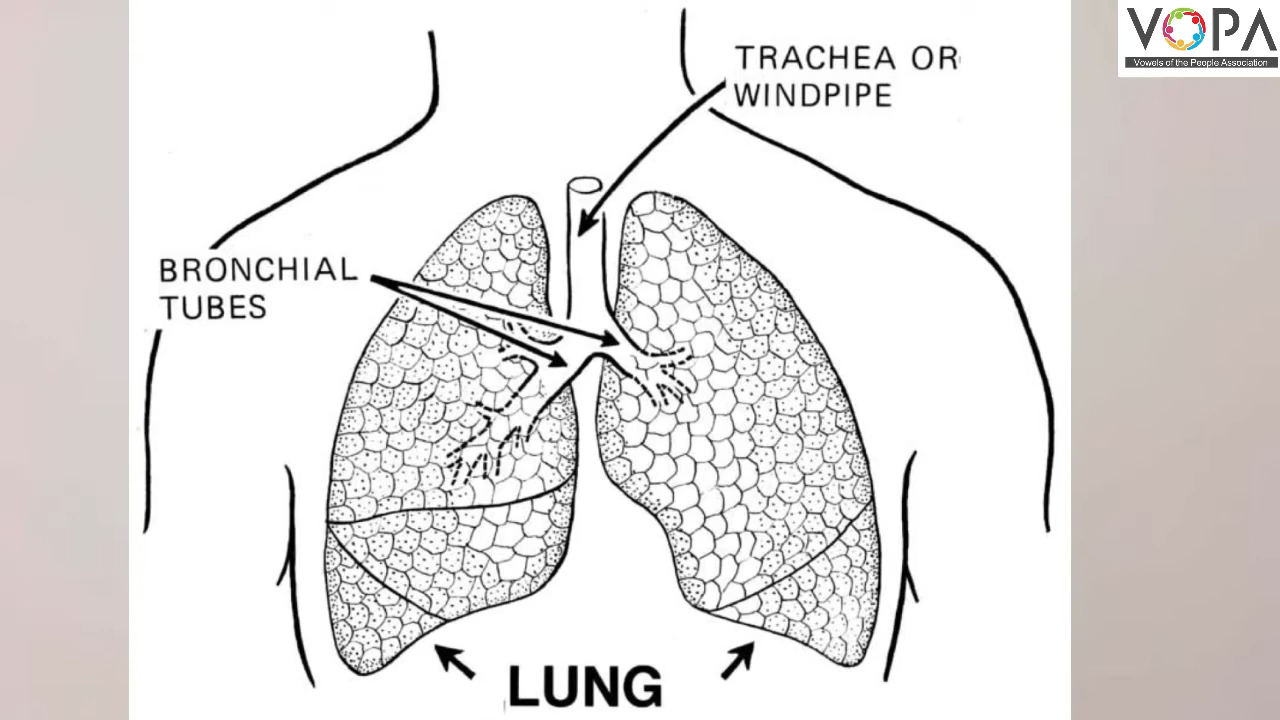 VOPA
Vowels of the People Association
TRACHEA OR
WINDPIPE
BRONCHIAL
TUBES
LUNG